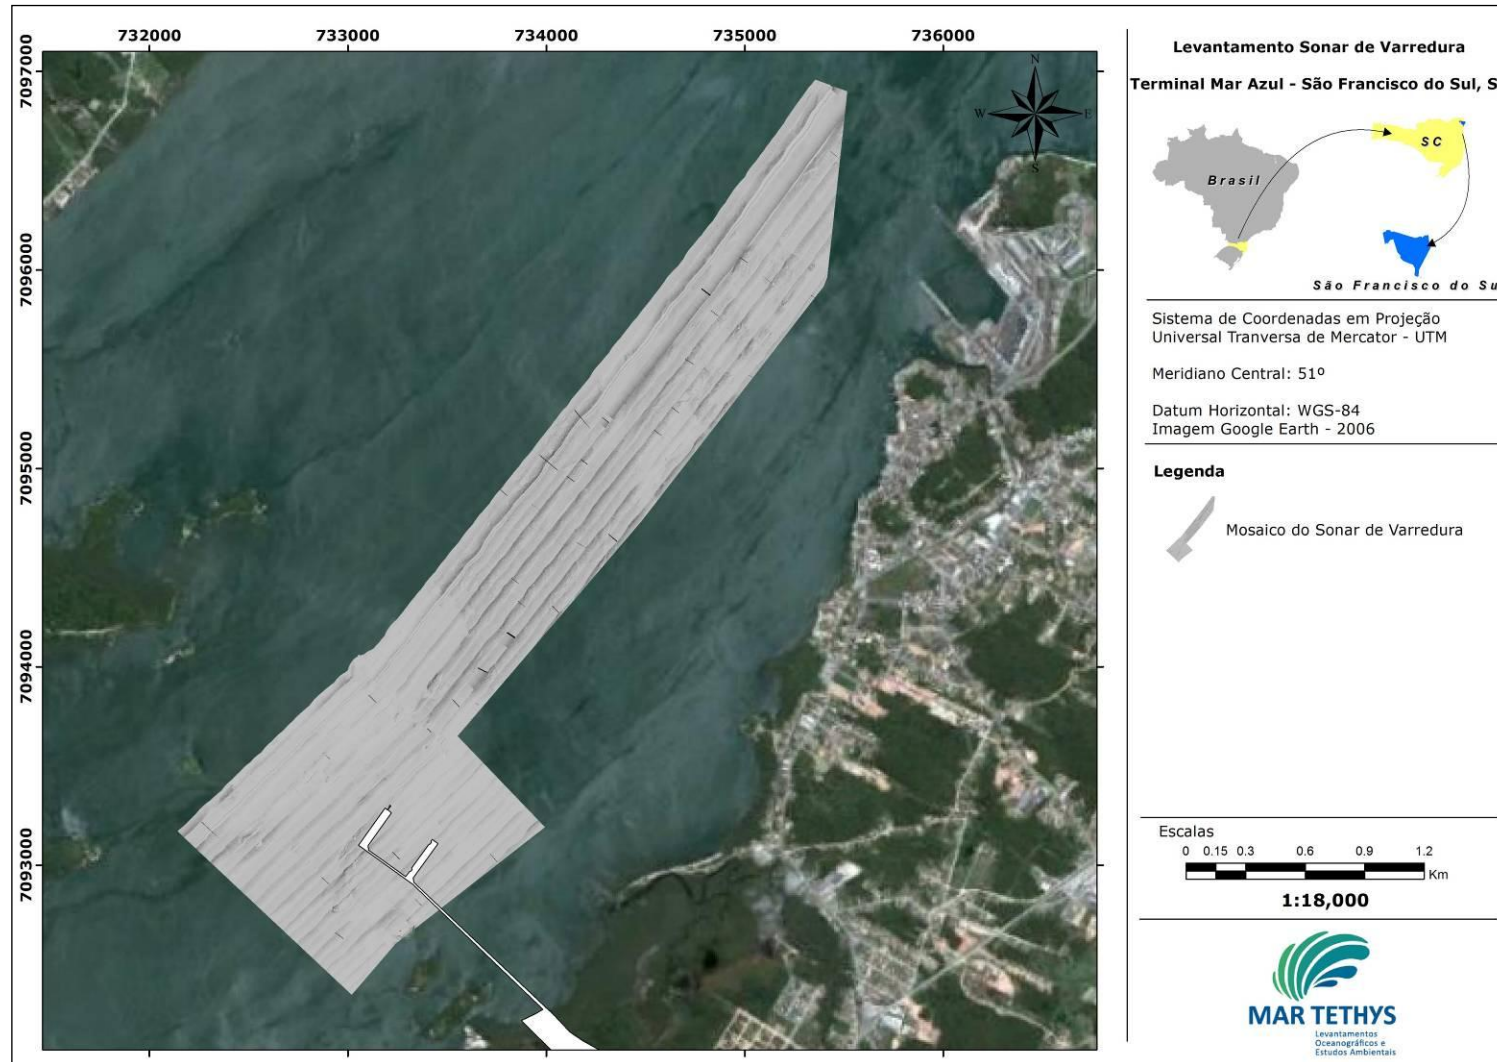 732000 733000 734000 735000 736000
7097000
7096000
7095000
7094000
7093000
N
W E
S
Levantamento Sonar de Varredura
Terminal Mar Azul - São Francisco do Sul, S
Brasil
SC
São Francisco do Su
Sistema de Coordenadas em Projeção
Universal Tranversa de Mercator - UTM
Meridiano Central: 51º
Datum Horizontal: WGS-84
Imagem Google Earth - 2006
Legenda
Mosaico do Sonar de Varredura
Escalas
0 0.15 0.3 0.6 0.9 1.2
Km
1:18,000
MAR TETHYS
Levantamentos
Oceanográficos e
Estudos Ambientais